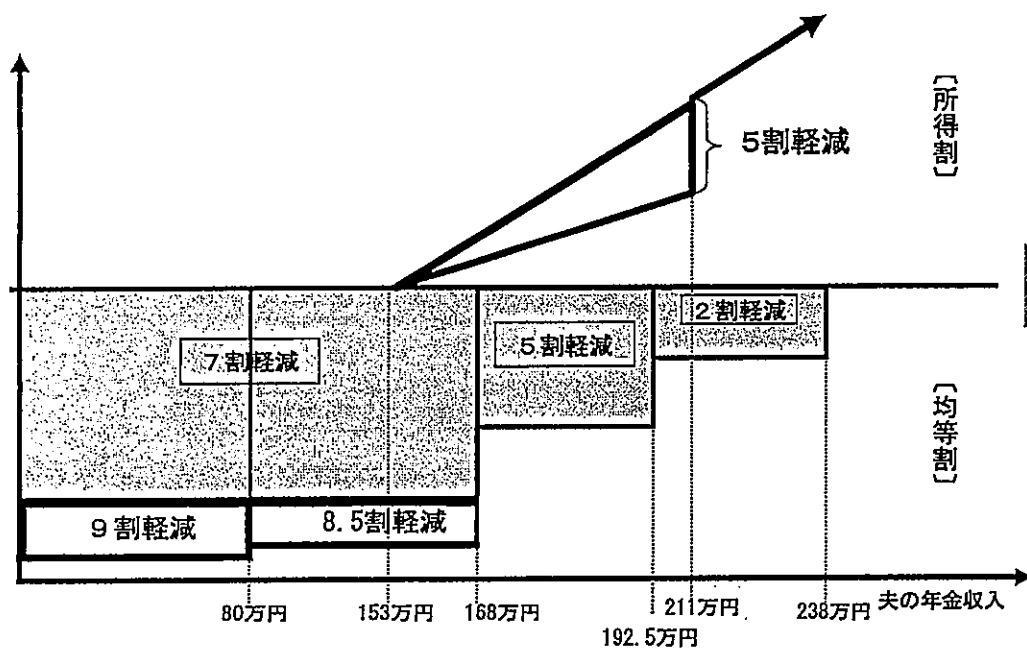 〔所得割〕
5割軽減
2割軽減
5割軽減
7割軽減
〔均等割〕
9割軽減
8.5割軽減
80万円
153万円
168万円
192.5万円
211万円
238万円
夫の年金収入